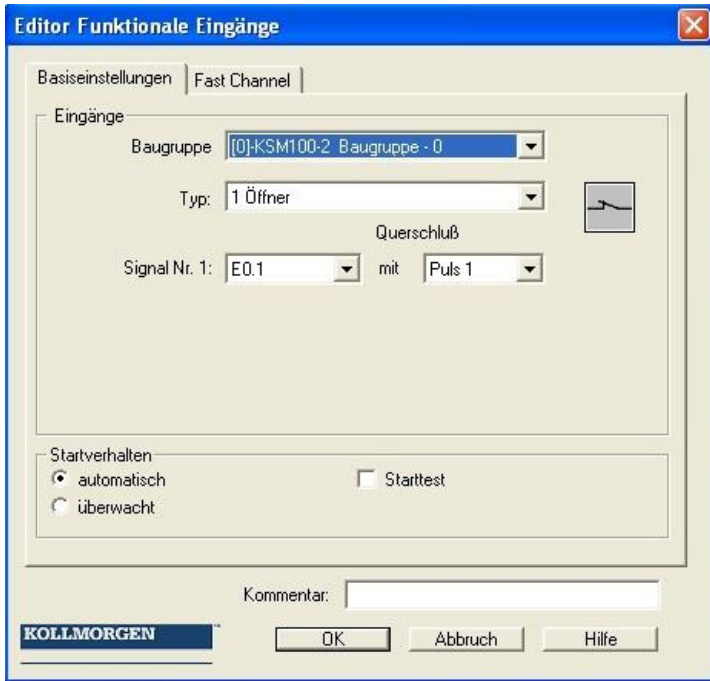 Editor Funktionale Eingänge
Basiseinstellungen Fast Channel
Eingänge
Baugruppe [0]-KSM100-2 Baugruppe - 0
Typ: 1 Öffner
Querschluß
Signal Nr. 1: E0.1 mit Puls 1
Startverhalten
automatisch Starttest
überwacht
Kommentar:
KOLLMORGEN OK Abbruch Hilfe